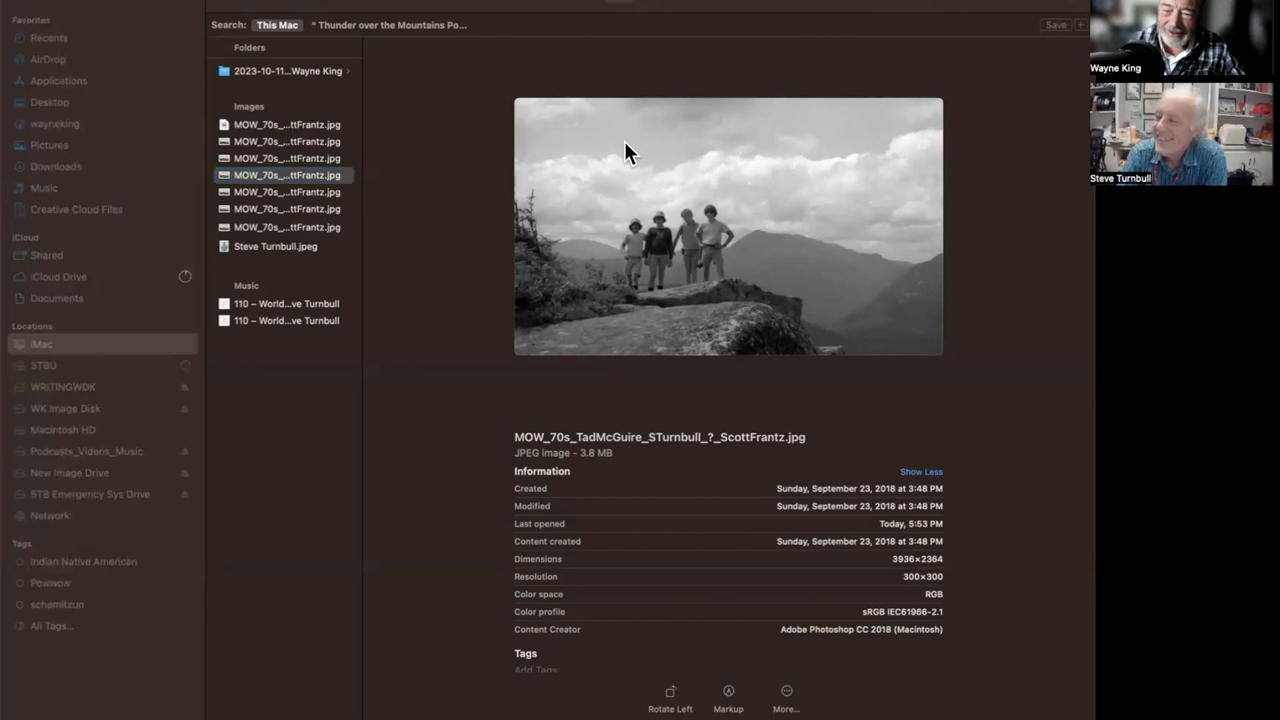 Favorites
Recents
AirDrop
Applications
Desktop
wayneking
Pictures
Downloads
Music
Creative Cloud Files
iCloud
Shared
iCloud Drive
Documents
Locations
iMac
3TBU
WRITINGWDK
WK Image Disk
Macintosh HD
Podcasts_Videos_Music
New Image Drive
5TB Emergency Sys Drive
Network
Tags
Indian Native American
Powwow
schemitzun
All Tags...
Search: This Mac " Thunder over the Mountains Po... Save +
Folders
2023-10-11...Wayne King
Images
MOW_70s_...ttFrantz.jpg
MOW_70s_...ttFrantz.jpg
MOW_70s_...ttFrantz.jpg
MOW_70s_...ttFrantz.jpg
MOW_70s_...ttFrantz.jpg
MOW_70s_...ttFrantz.jpg
MOW_70s_...ttFrantz.jpg
Steve Turnbull.jpeg
Music
110 – World...ve Turnbull
110 – World...ve Turnbull
MOW_70s_TadMcGuire_STurnbull_?_ScottFrantz.jpg
JPEG image - 3.8 MB
Information Show Less
Created Sunday, September 23, 2018 at 3:48 PM
Modified Sunday, September 23, 2018 at 3:48 PM
Last opened Today, 5:53 PM
Content created Sunday, September 23, 2018 at 3:48 PM
Dimensions 3936×2364
Resolution 300×300
Color space RGB
Color profile sRGB IEC61966-2.1
Content Creator Adobe Photoshop CC 2018 (Macintosh)
Tags
Add Tags
Rotate Left Markup More...
Wayne King
Steve Turnbull